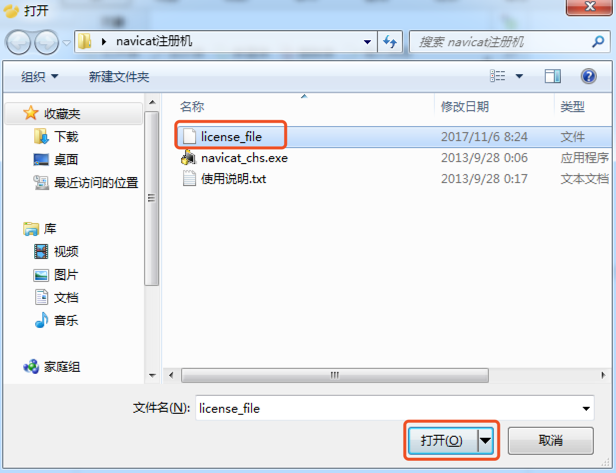 打开
navicat注册机
搜索 navicat注册机
组织
新建文件夹
收藏夹
下载
桌面
最近访问的位置
库
视频
图片
文档
音乐
家庭组
名称 修改日期 类型
license_file 2017/11/6 8:24 文件
navicat_chs.exe 2013/9/28 0:06 应用程序
使用说明.txt 2013/9/28 0:17 文本文档
文件名(N): license_file
打开(O) 取消